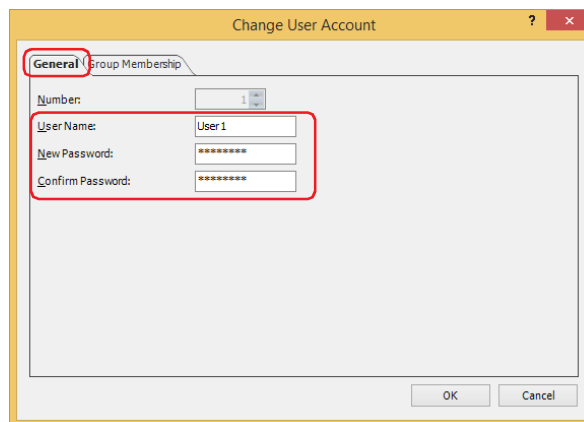 Change User Account
?
×
General
Group Membership
Number:
1
User Name:
User1
New Password:
********
Confirm Password:
********
OK
Cancel